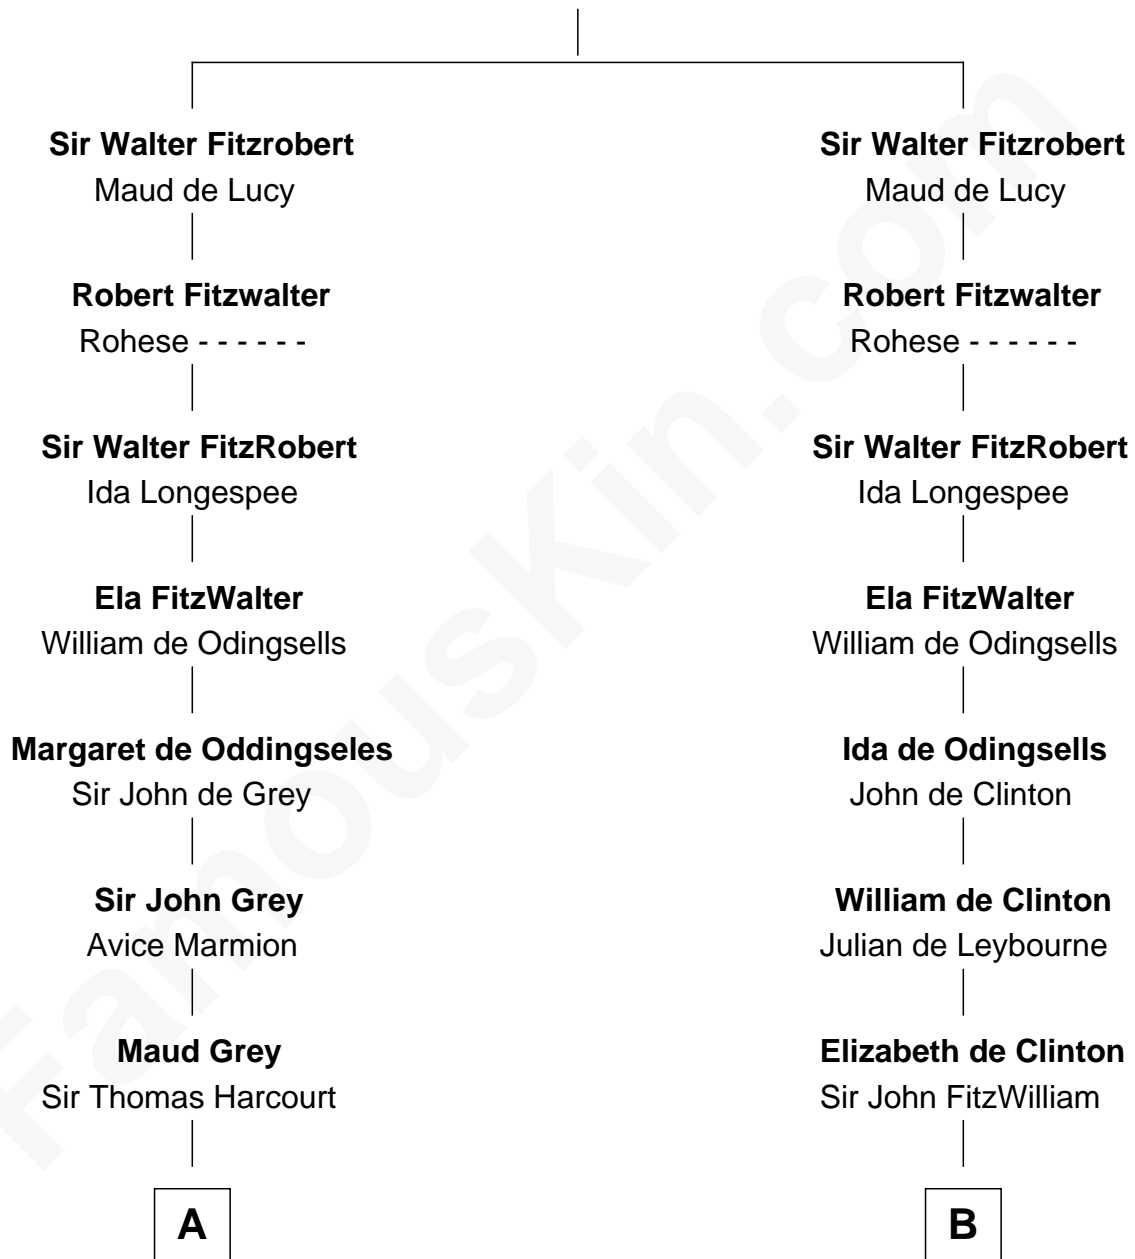 Sir Walter Fitzrobert
Maud de Lucy
Robert Fitzwalter
Rohese - - - - - -
Sir Walter FitzRobert
Ida Longespee
Ela FitzWalter
William de Odingsells
Margaret de Oddingseles
Sir John de Grey
Sir John Grey
Avice Marmion
Maud Grey
Sir Thomas Harcourt
A
Sir Walter Fitzrobert
Maud de Lucy
Robert Fitzwalter
Rohese - - - - - -
Sir Walter FitzRobert
Ida Longespee
Ela FitzWalter
William de Odingsells
Ida de Odingsells
John de Clinton
William de Clinton
Julian de Leybourne
Elizabeth de Clinton
Sir John FitzWilliam
B
FamousKin.com